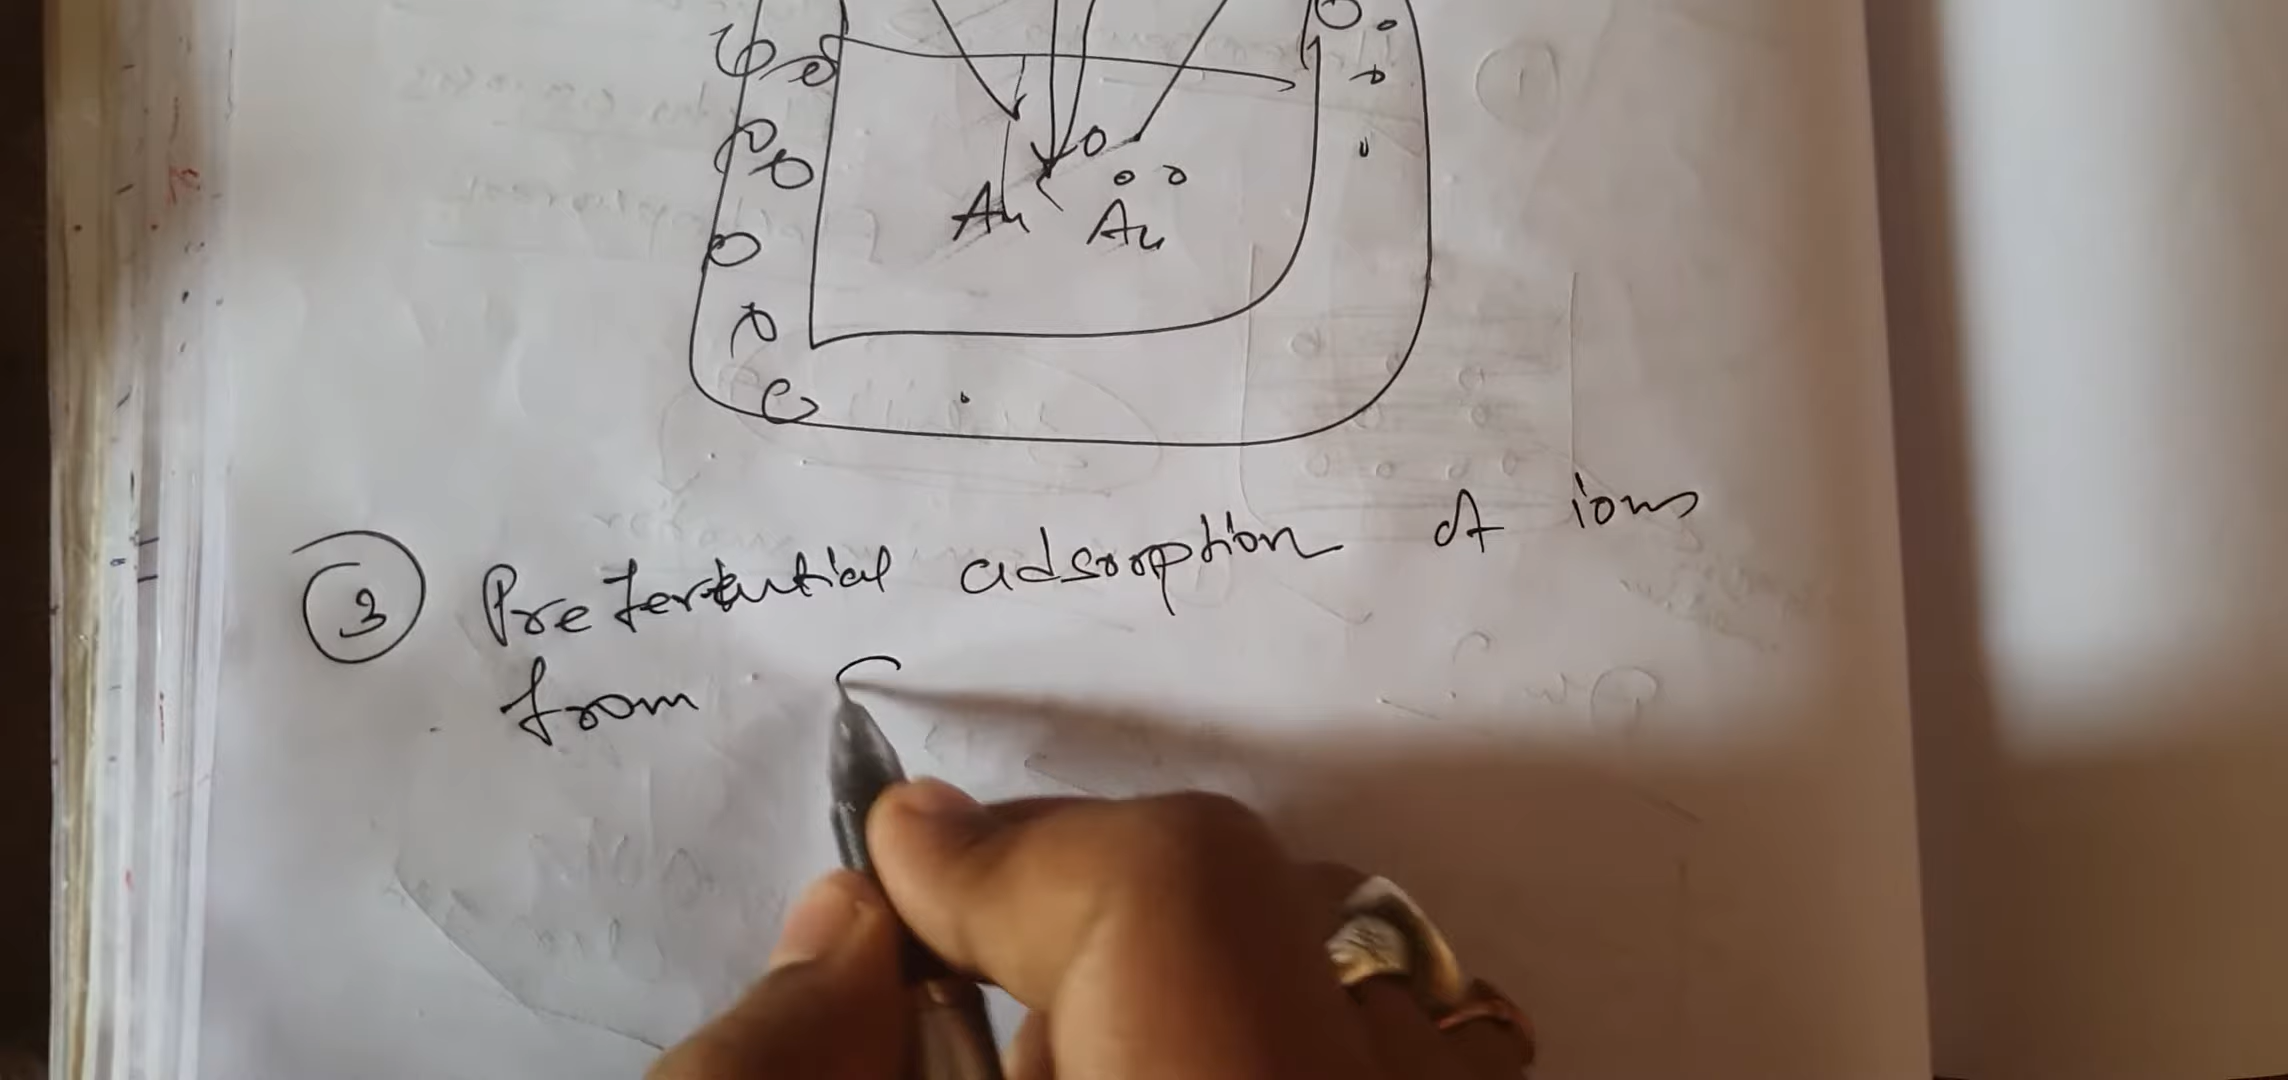 Au Au
③ Preferential adsorption of ions
from